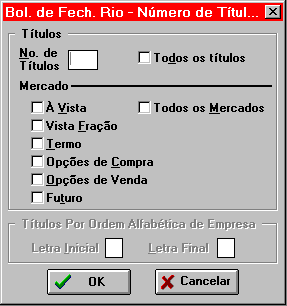 Bol. de Fech. Rio - Número de Títul...
Títulos
No. de
Títulos
Todos os títulos
Mercado
À Vista
Todos os Mercados
Vista Fração
Termo
Opções de Compra
Opções de Venda
Futuro
Títulos Por Ordem Alfabética de Empresa
Letra Inicial
Letra Final
OK
Cancelar